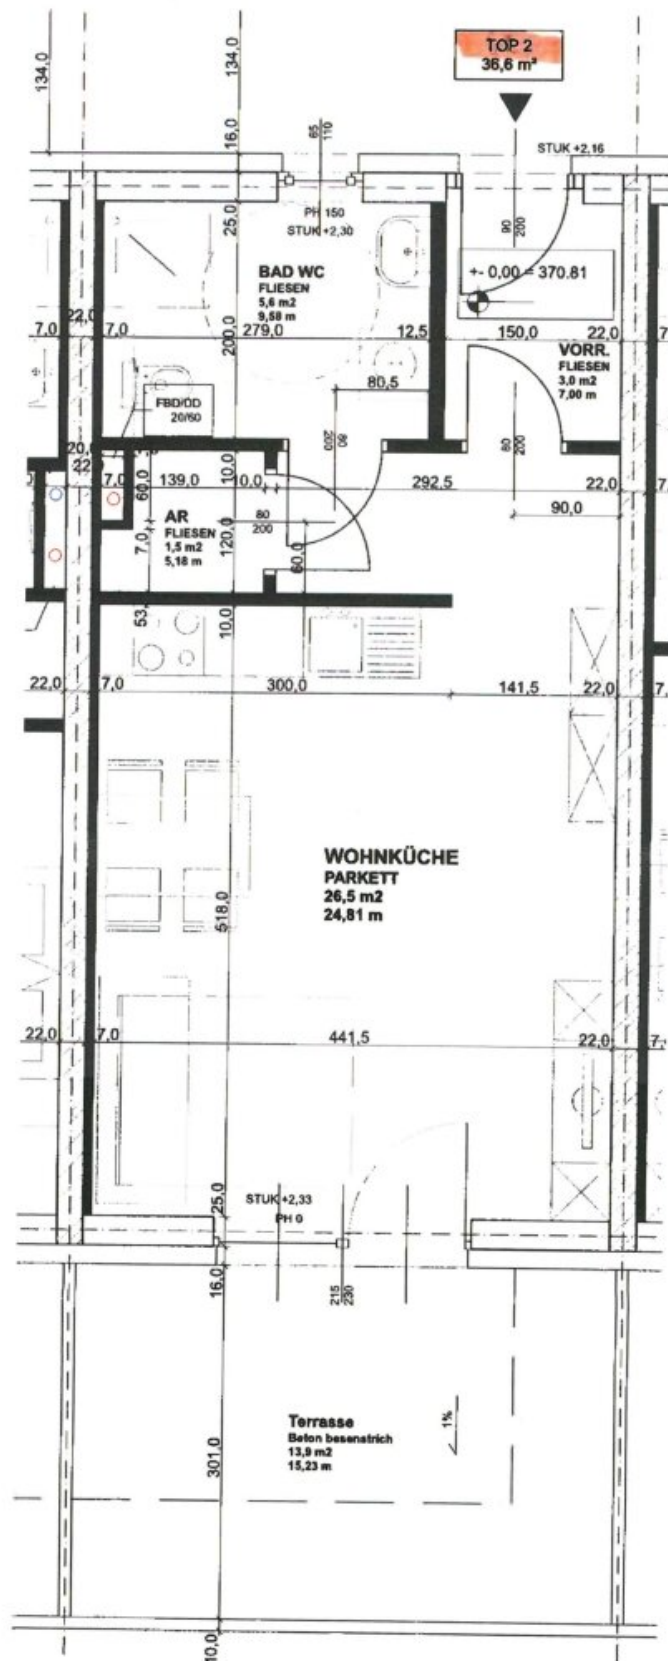 TOP 2
36,6 m²
134,0
134,0
16,0
65
110
STUK +2,16
25,0
PH 150
STUK +2,30
90
200
BAD WC
FLIESEN
5,6 m2
9,58 m
+- 0,00 = 370.81
22,0
7,0
7,0
200,0
279,0
12,5
150,0
22,0
VORR.
FLIESEN
3,0 m2
7,00 m
80,5
FBD/DD
20/60
80
200
80
200
20,0
22,0
7,0
60,0
139,0
10,0
10,0
292,5
22,0
90,0
AR
FLIESEN
1,5 m2
5,18 m
7,0
120,0
80
200
60,0
53,
10,0
22,0
7,0
300,0
141,5
22,0
7,
WOHNKÜCHE
PARKETT
26,5 m2
24,81 m
518,0
22,0
7,0
441,5
22,0
7,
25,0
STUK +2,33
PH 0
16,0
215
230
Terrasse
Beton besenstrich
13,9 m2
15,23 m
1%
301,0
10,0